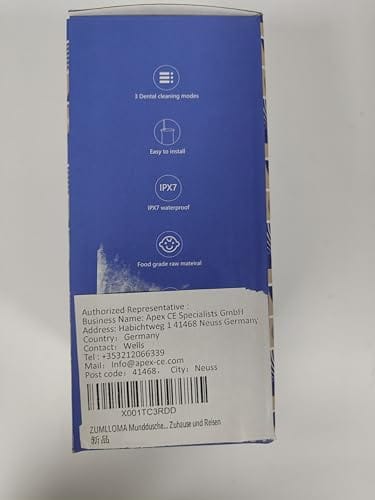 3 Dental cleaning modes
Easy to install
IPX7
IPX7 waterproof
Food grade raw mateiral
Authorized Representative :
Business Name: Apex CE Specialists GmbH
Address: Habichtweg 1 41468 Neuss Germany
Country： Germany
Contact： Wells
Tel : +353212066339
Mail： Info@apex-ce.com
Post code： 41468， City： Neuss
X001TC3RDD
ZUMLLOMA Munddusche... Zuhause und Reisen
新品